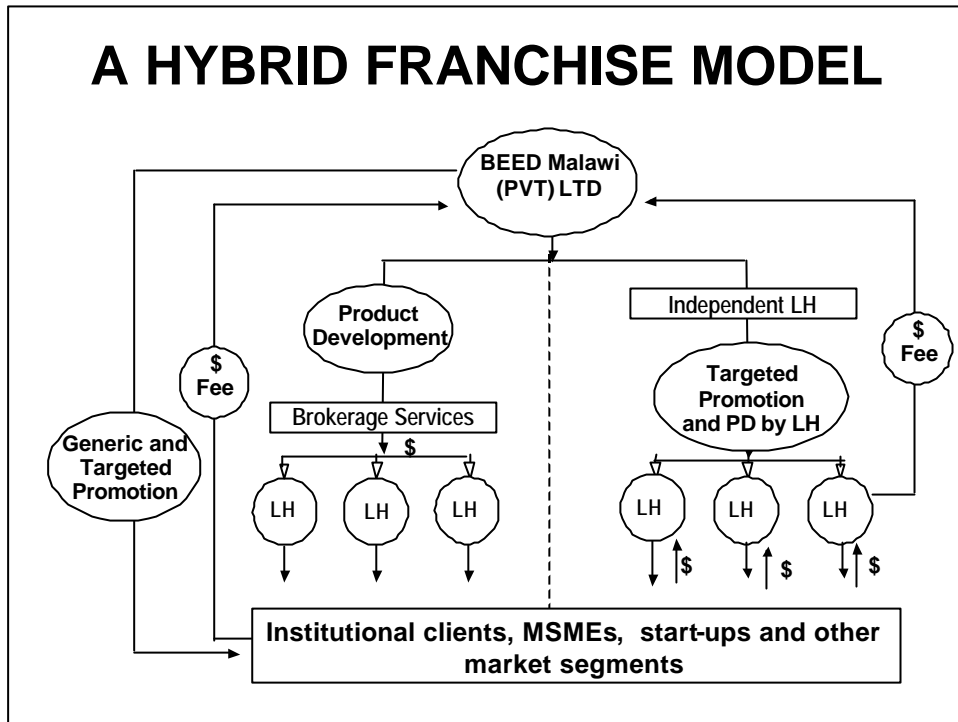 A HYBRID FRANCHISE MODEL
BEED Malawi
(PVT) LTD
Product
Development
Independent LH
$
Fee
$
Fee
Targeted
Promotion
and PD by LH
Brokerage Services
Generic and
Targeted
Promotion
$
LH
LH
LH
LH
LH
LH
$
$
$
Institutional clients, MSMEs, start-ups and other
market segments